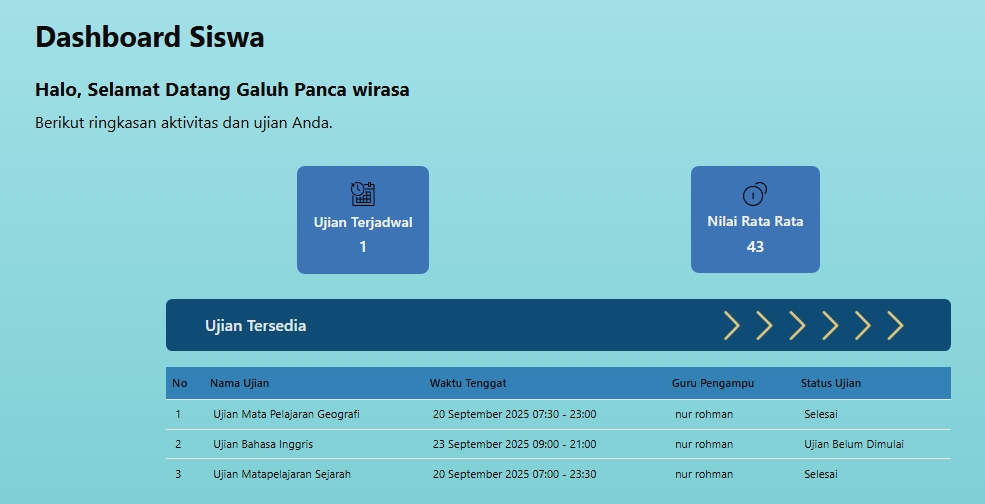 Dashboard Siswa
Halo, Selamat Datang Galuh Panca wirasa
Berikut ringkasan aktivitas dan ujian Anda.
Ujian Terjadwal
1
Nilai Rata Rata
43
Ujian Tersedia
No Nama Ujian Waktu Tenggat Guru Pengampu Status Ujian
1 Ujian Mata Pelajaran Geografi 20 September 2025 07:30 - 23:00 nur rohman Selesai
2 Ujian Bahasa Inggris 23 September 2025 09:00 - 21:00 nur rohman Ujian Belum Dimulai
3 Ujian Matapelajaran Sejarah 20 September 2025 07:00 - 23:30 nur rohman Selesai